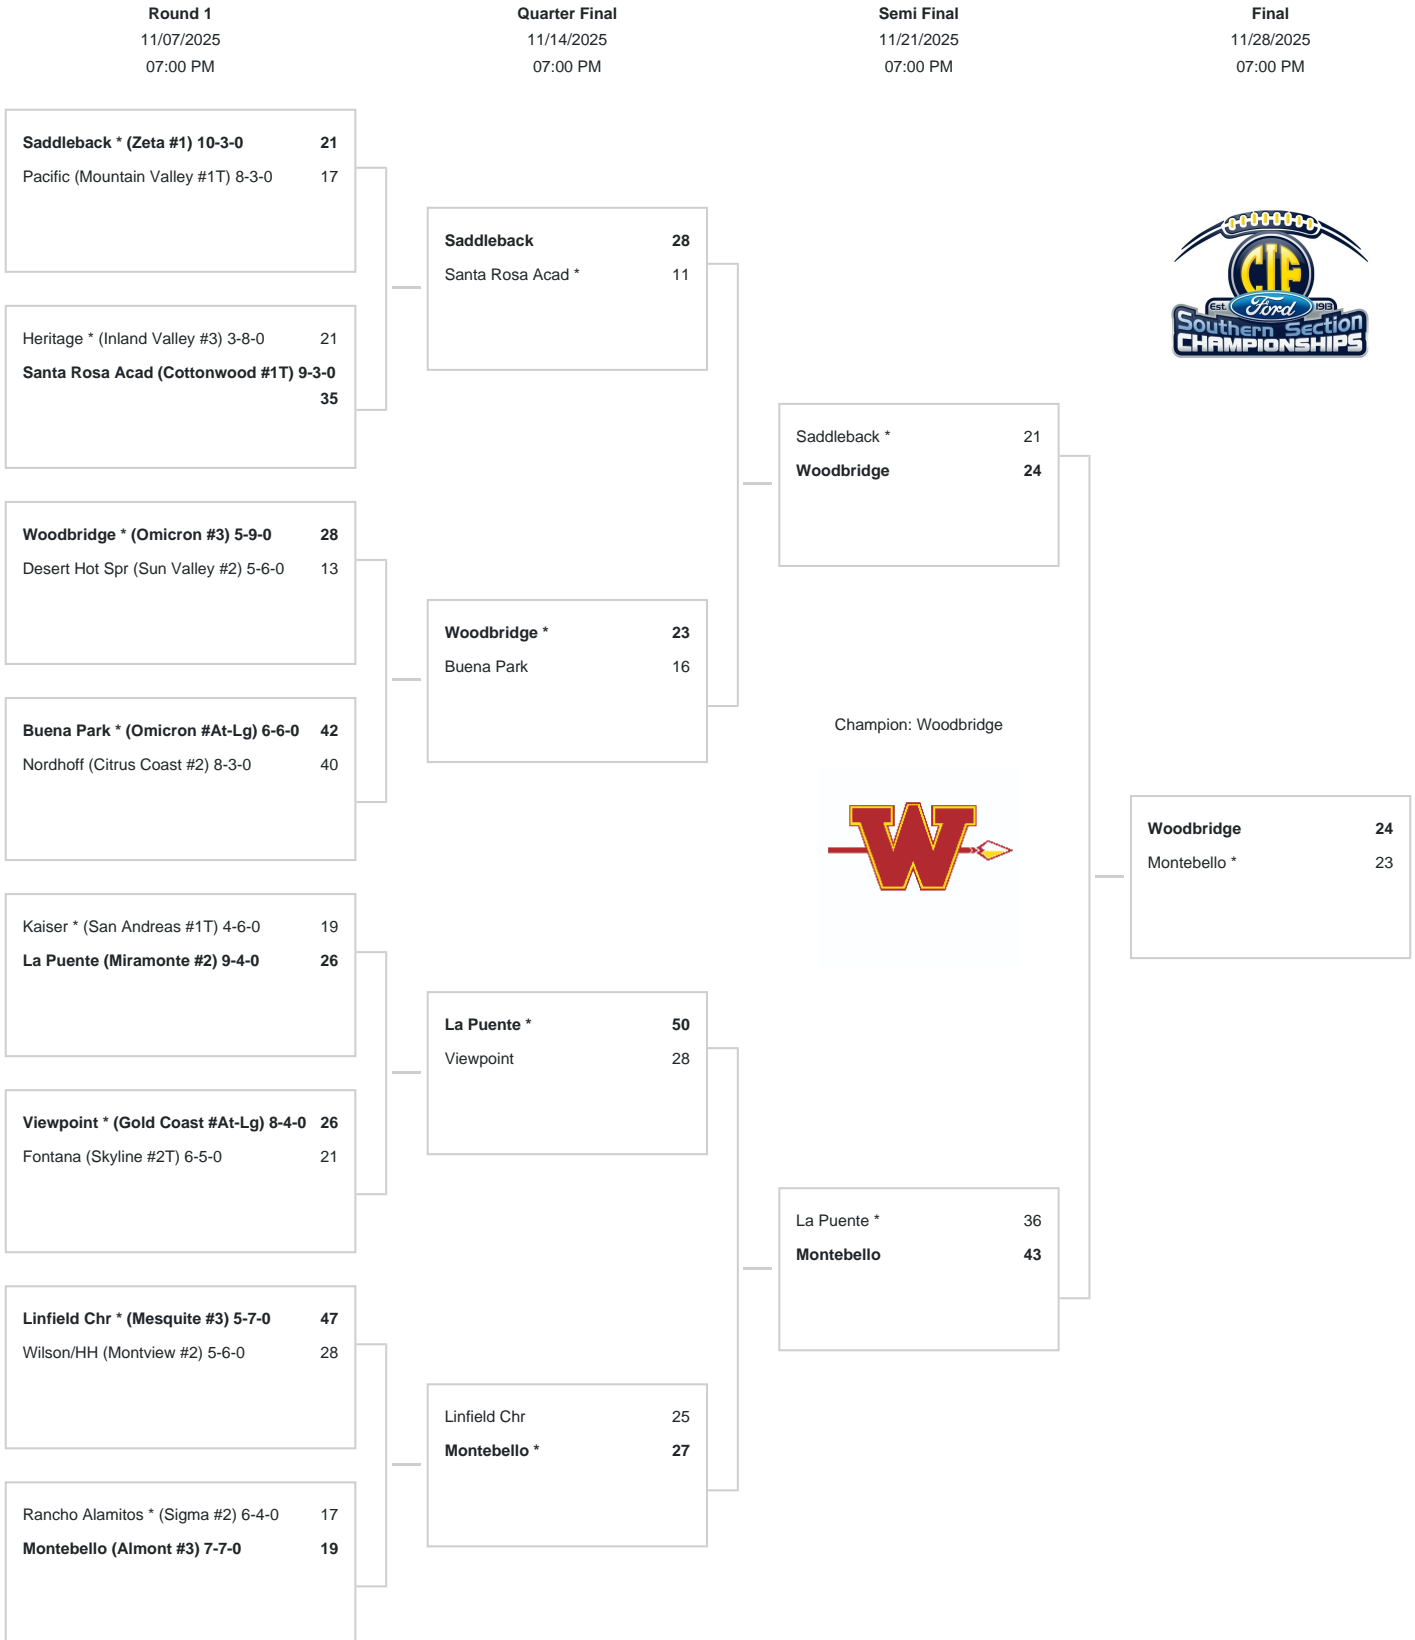 Round 1
11/07/2025
07:00 PM
Quarter Final
11/14/2025
07:00 PM
Semi Final
11/21/2025
07:00 PM
Final
11/28/2025
07:00 PM
Saddleback * (Zeta #1) 10-3-0 21
Pacific (Mountain Valley #1T) 8-3-0 17
Heritage * (Inland Valley #3) 3-8-0 21
Santa Rosa Acad (Cottonwood #1T) 9-3-0
35
Woodbridge * (Omicron #3) 5-9-0 28
Desert Hot Spr (Sun Valley #2) 5-6-0 13
Buena Park * (Omicron #At-Lg) 6-6-0 42
Nordhoff (Citrus Coast #2) 8-3-0 40
Kaiser * (San Andreas #1T) 4-6-0 19
La Puente (Miramonte #2) 9-4-0 26
Viewpoint * (Gold Coast #At-Lg) 8-4-0 26
Fontana (Skyline #2T) 6-5-0 21
Linfield Chr * (Mesquite #3) 5-7-0 47
Wilson/HH (Montview #2) 5-6-0 28
Rancho Alamitos * (Sigma #2) 6-4-0 17
Montebello (Almont #3) 7-7-0 19
Saddleback 28
Santa Rosa Acad * 11
Woodbridge * 23
Buena Park 16
La Puente * 50
Viewpoint 28
Linfield Chr 25
Montebello * 27
Saddleback * 21
Woodbridge 24
Champion: Woodbridge
W
La Puente * 36
Montebello 43
CIF
Est. Ford 1913
Southern Section
CHAMPIONSHIPS
Woodbridge 24
Montebello * 23